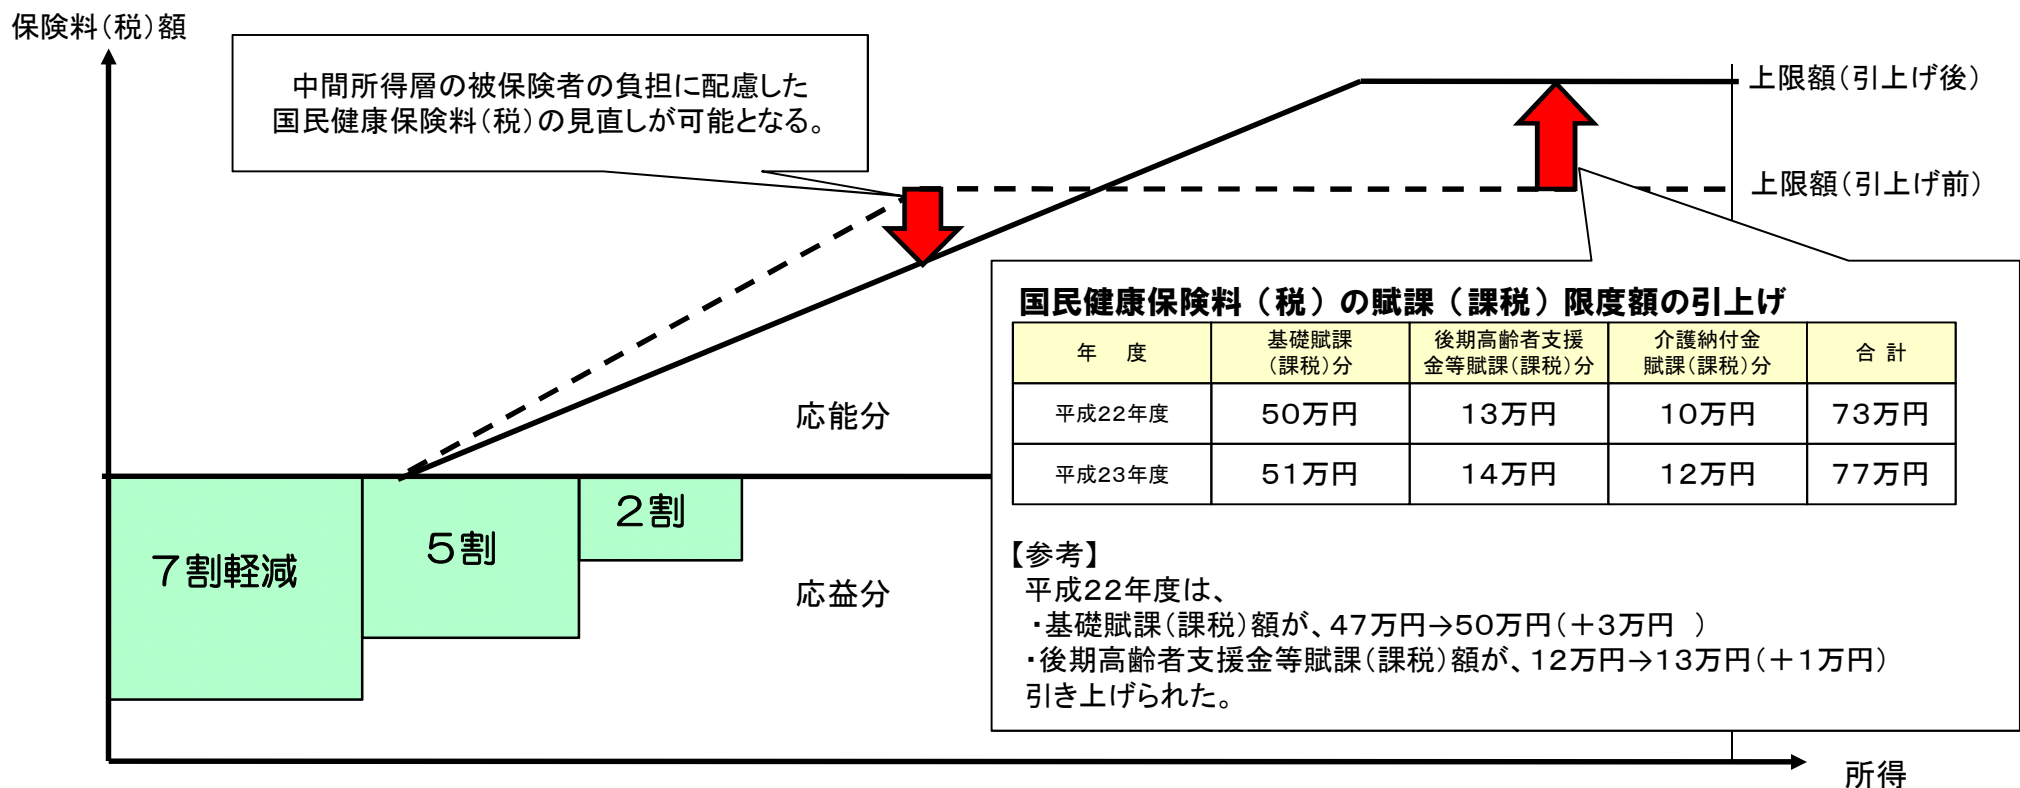 保険料（税）額
中間所得層の被保険者の負担に配慮した
国民健康保険料（税）の見直しが可能となる。
上限額（引上げ後）
上限額（引上げ前）
国民健康保険料（税）の賦課（課税）限度額の引上げ
年　度
基礎賦課
（課税）分
後期高齢者支援
金等賦課（課税）分
介護納付金
賦課（課税）分
合 計
平成２２年度 ５０万円 １３万円 １０万円 ７３万円
平成２３年度 ５１万円 １４万円 １２万円 ７７万円
【参考】
平成２２年度は、
・基礎賦課（課税）額が、４７万円→５０万円（＋３万円　）
・後期高齢者支援金等賦課（課税）額が、１２万円→１３万円（＋１万円）
引き上げられた。
応能分
応益分
７割軽減
５割
２割
所得